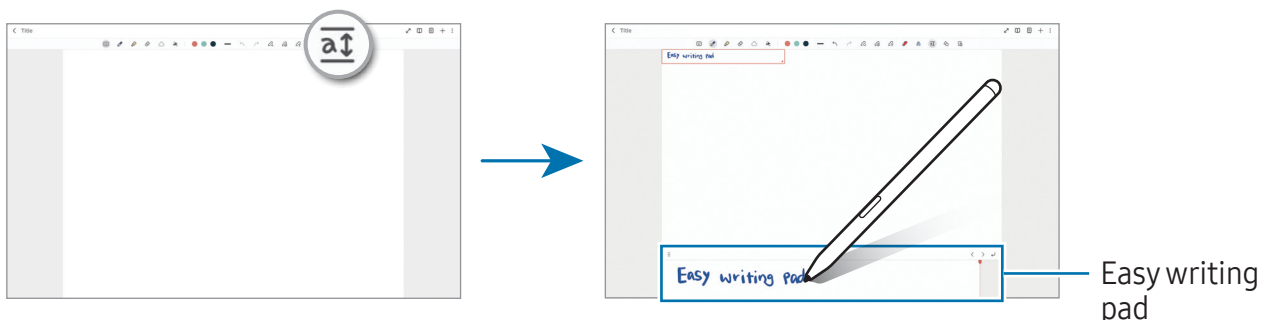 Title
a
Title
Easy writing pad
Easy writing pad
Easy writing
pad